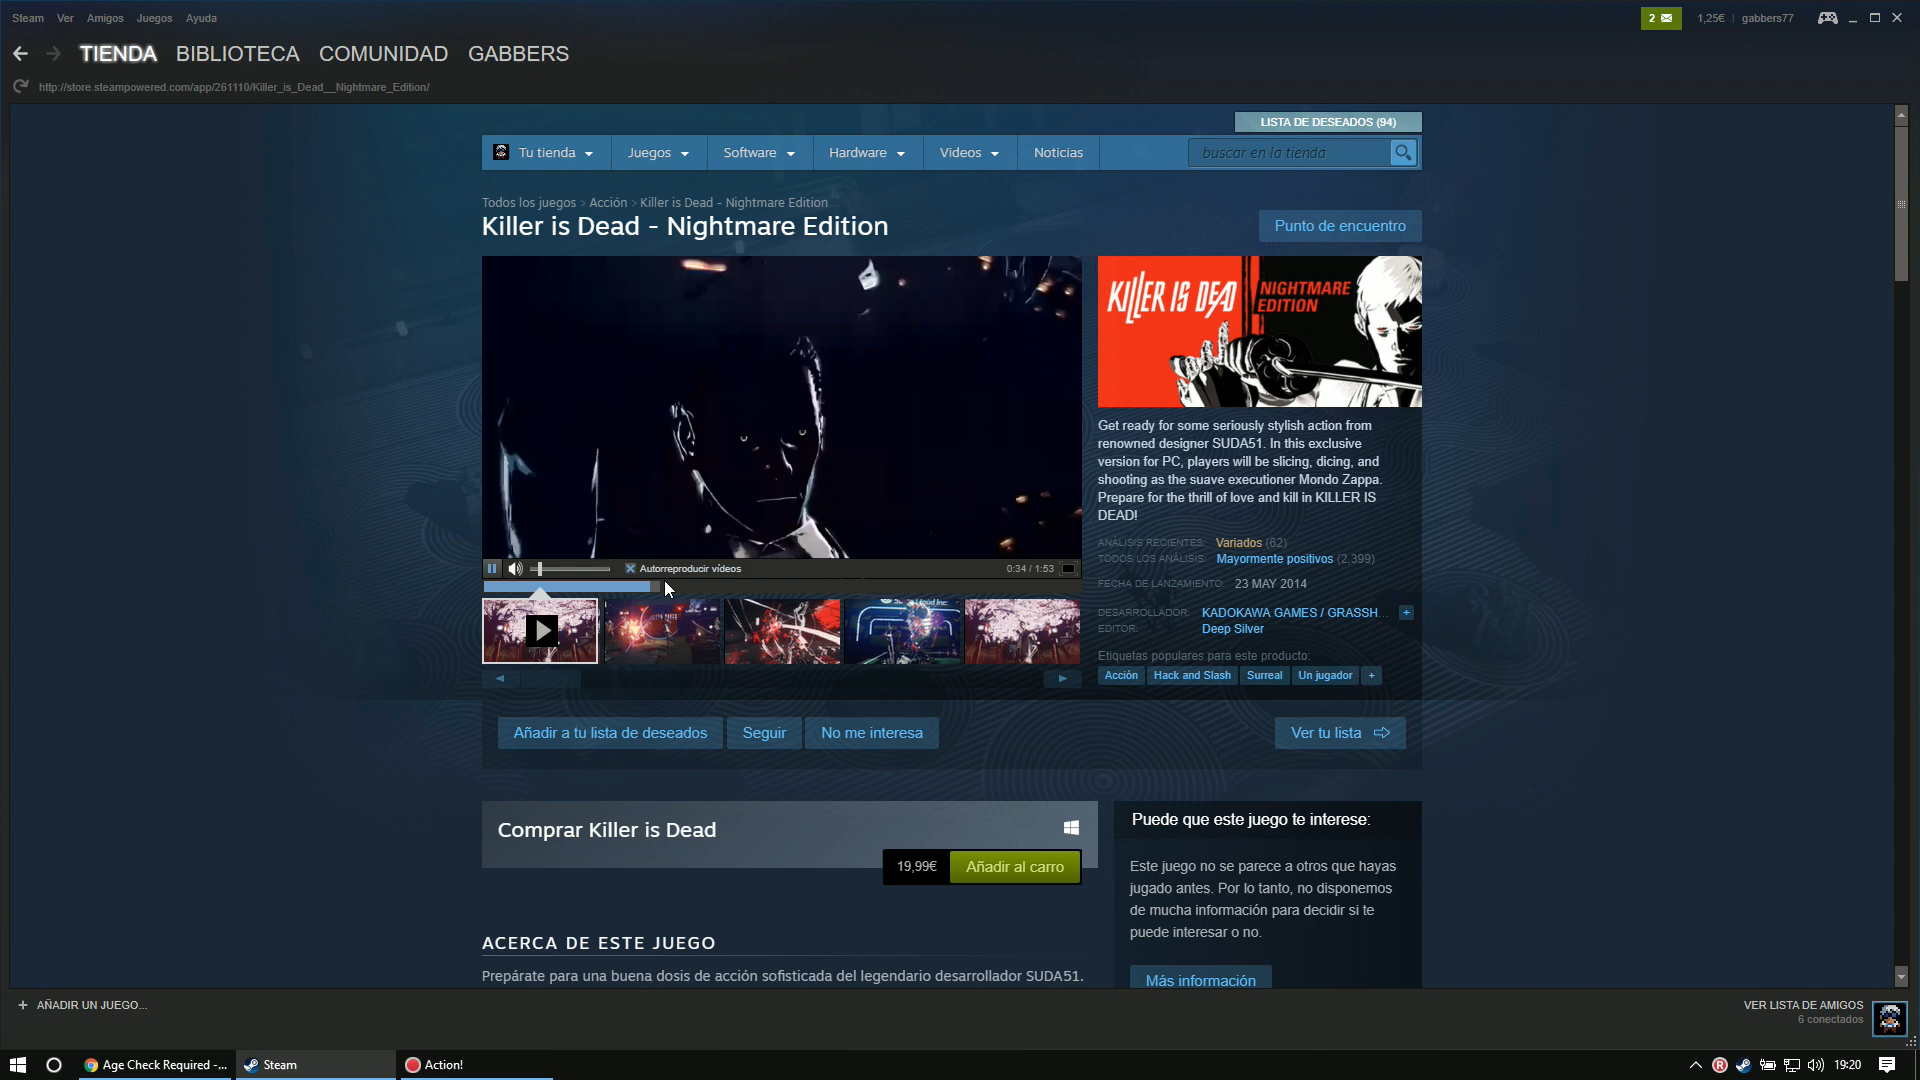 Steam Ver Amigos Juegos Ayuda
2 1,25€ gabbers77
TIENDA BIBLIOTECA COMUNIDAD GABBERS
http://store.steampowered.com/app/261110/Killer_is_Dead__Nightmare_Edition/
LISTA DE DESEADOS (94)
Tu tienda Juegos Software Hardware Videos Noticias buscar en la tienda
Todos los juegos > Acción > Killer is Dead - Nightmare Edition
Killer is Dead - Nightmare Edition
Punto de encuentro
KILLER IS DEAD NIGHTMARE
EDITION
Get ready for some seriously stylish action from
renowned designer SUDA51. In this exclusive
version for PC, players will be slicing, dicing, and
shooting as the suave executioner Mondo Zappa.
Prepare for the thrill of love and kill in KILLER IS
DEAD!
ANÁLISIS RECIENTES: Variados (62)
TODOS LOS ANÁLISIS: Mayormente positivos (2,399)
FECHA DE LANZAMIENTO: 23 MAY 2014
DESARROLLADOR: KADOKAWA GAMES / GRASSH... +
EDITOR: Deep Silver
Etiquetas populares para este producto:
Acción Hack and Slash Surreal Un jugador +
Autorreproducir vídeos 0:34 / 1:53
Añadir a tu lista de deseados Seguir No me interesa Ver tu lista
Comprar Killer is Dead
19,99€ Añadir al carro
Puede que este juego te interese:
Este juego no se parece a otros que hayas
jugado antes. Por lo tanto, no disponemos
de mucha información para decidir si te
puede interesar o no.
Más información
ACERCA DE ESTE JUEGO
Prepárate para una buena dosis de acción sofisticada del legendario desarrollador SUDA51.
+ AÑADIR UN JUEGO...
VER LISTA DE AMIGOS
6 conectados
Age Check Required -... Steam Action! 19:20